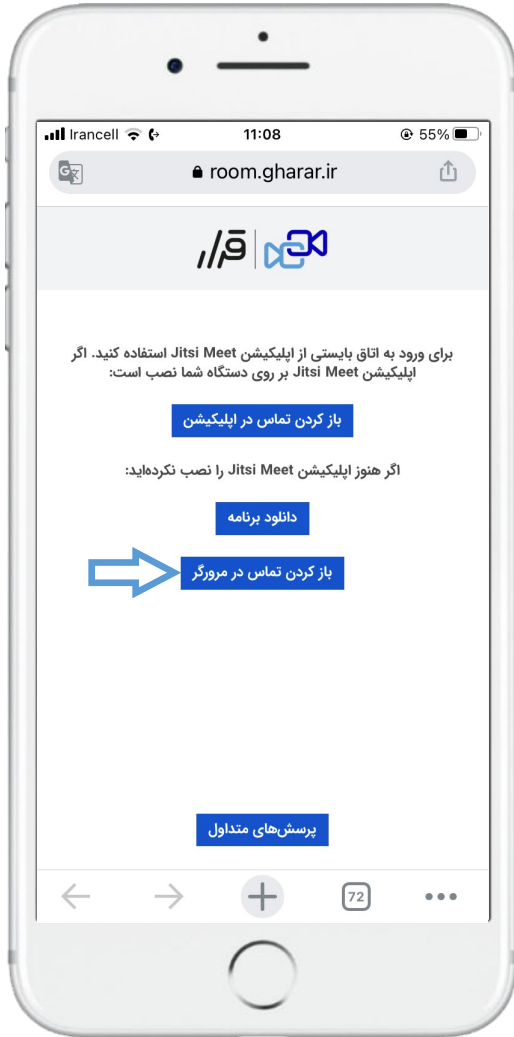 Irancell
11:08
55%
room.gharar.ir
قرار
برای ورود به اتاق بایستی از اپلیکیشن Jitsi Meet استفاده کنید. اگر
اپلیکیشن Jitsi Meet بر روی دستگاه شما نصب است:
باز کردن تماس در اپلیکیشن
اگر هنوز اپلیکیشن Jitsi Meet را نصب نکرده‌اید:
دانلود برنامه
باز کردن تماس در مرورگر
پرسش‌های متداول
72